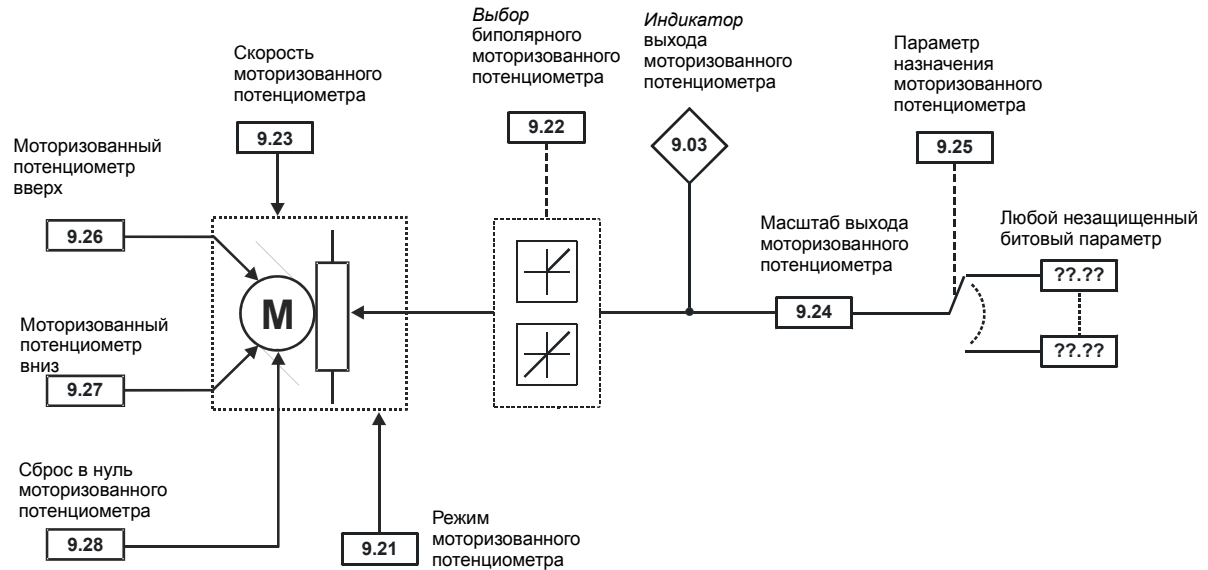 Выбор
биполярного
моторизованного
потенциометра
Индикатор
выхода
моторизованного
потенциометра
Параметр
назначения
моторизованного
потенциометра
Скорость
моторизованного
потенциометра
9.23
9.22
9.03
9.25
Моторизованный
потенциометр
вверх
9.26
Масштаб выхода
моторизованного
потенциометра
9.24
Любой незащищенный
битовый параметр
??.??
??.??
М
Моторизованный
потенциометр
вниз
9.27
Сброс в нуль
моторизованного
потенциометра
9.28
9.21
Режим
моторизованного
потенциометра